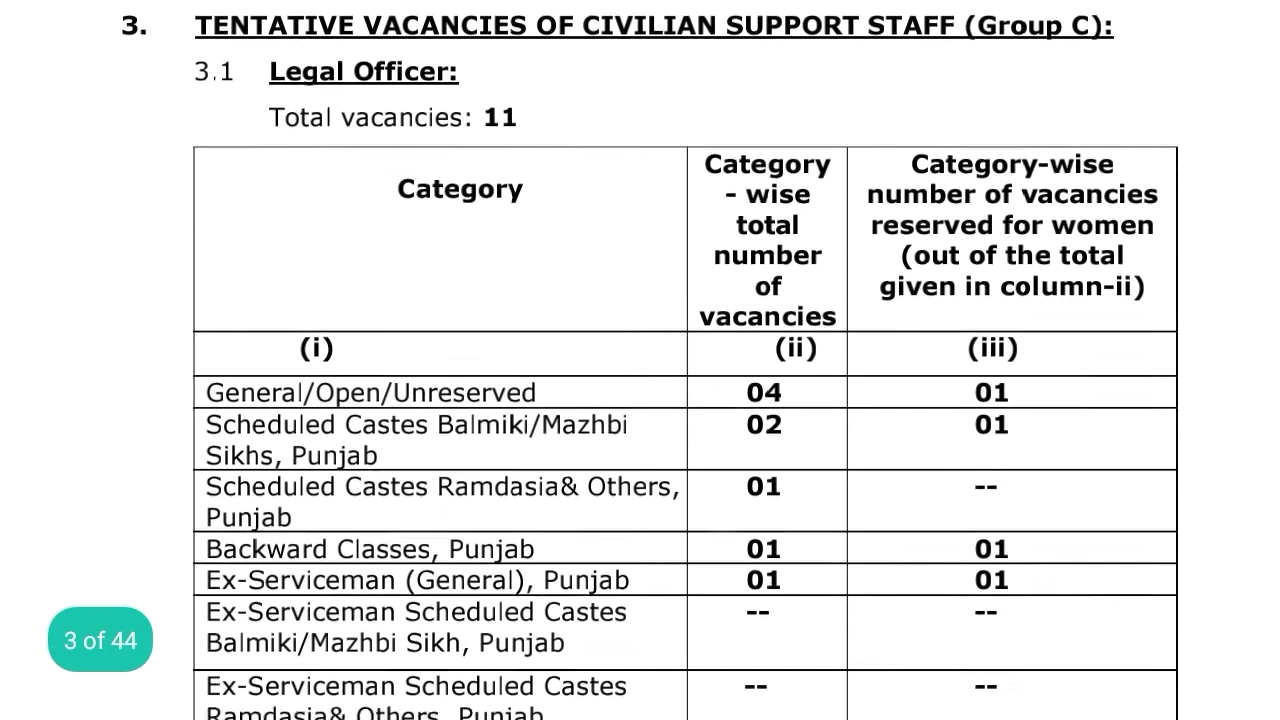 3. TENTATIVE VACANCIES OF CIVILIAN SUPPORT STAFF (Group C):
3.1 Legal Officer:
Total vacancies: 11
Category
Category
- wise
total
number
of
vacancies
Category-wise
number of vacancies
reserved for women
(out of the total
given in column-ii)
(i) (ii) (iii)
General/Open/Unreserved 04 01
Scheduled Castes Balmiki/Mazhbi 02 01
Sikhs, Punjab
Scheduled Castes Ramdasia& Others, 01 --
Punjab
Backward Classes, Punjab 01 01
Ex-Serviceman (General), Punjab 01 01
Ex-Serviceman Scheduled Castes -- --
Balmiki/Mazhbi Sikh, Punjab
Ex-Serviceman Scheduled Castes -- --
Ramdasia& Others, Punjab
3 of 44